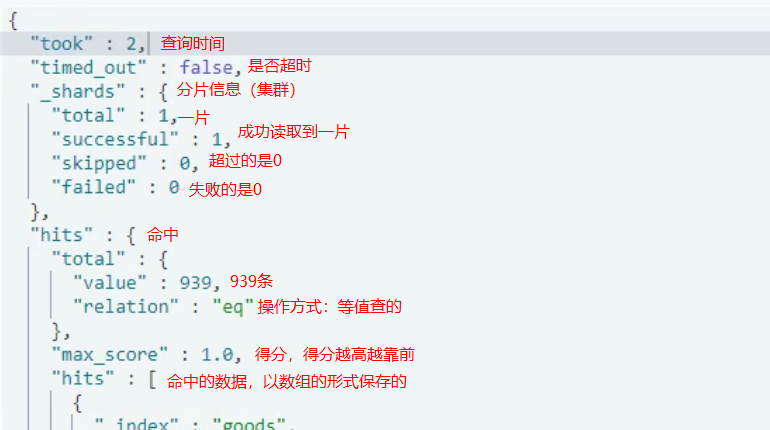 {
"took" : 2, 查询时间
"timed_out" : false, 是否超时
"_shards" : { 分片信息（集群）
"total" : 1, 一片
"successful" : 1, 成功读取到一片
"skipped" : 0, 超过的是0
"failed" : 0 失败的是0
},
"hits" : { 命中
"total" : {
"value" : 939, 939条
"relation" : "eq" 操作方式：等值查的
},
"max_score" : 1.0, 得分，得分越高越靠前
"hits" : [ 命中的数据，以数组的形式保存的
{
"_index" : "goods",